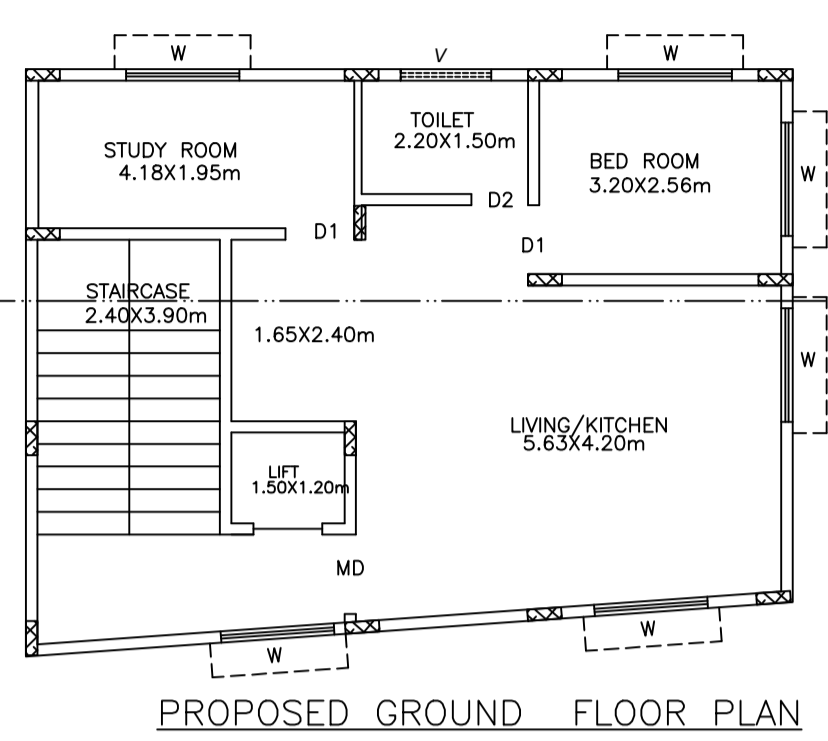 W
V
W
STUDY ROOM
4.18X1.95m
TOILET
2.20X1.50m
BED ROOM
3.20X2.56m
W
D2
D1
D1
STAIRCASE
2.40X3.90m
1.65X2.40m
W
LIVING/KITCHEN
5.63X4.20m
LIFT
1.50X1.20m
MD
W
W
PROPOSED GROUND FLOOR PLAN